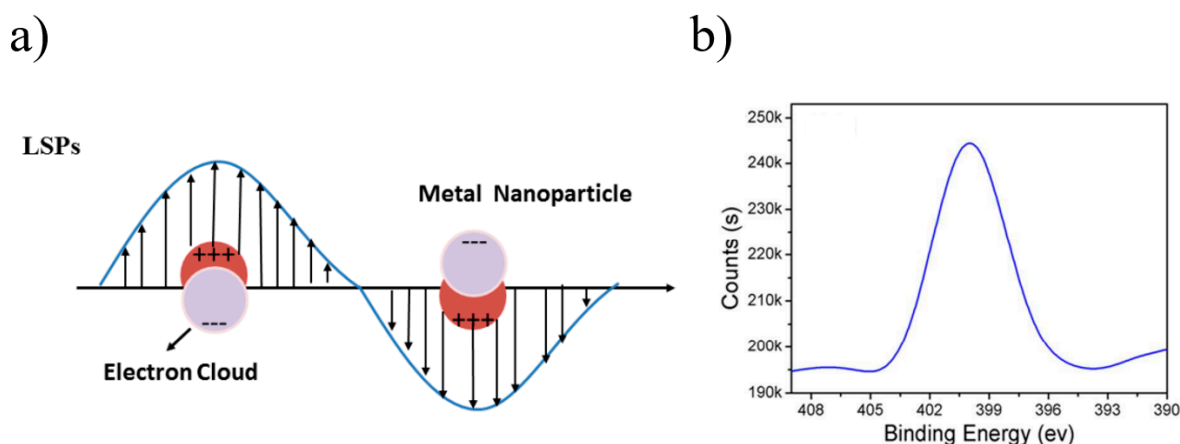 a)
b)
LSPs
Metal Nanoparticle
+++
---
---
+++
Electron Cloud
250k
240k
230k
220k
210k
200k
190k
Counts (s)
408 405 402 399 396 393 390
Binding Energy (ev)